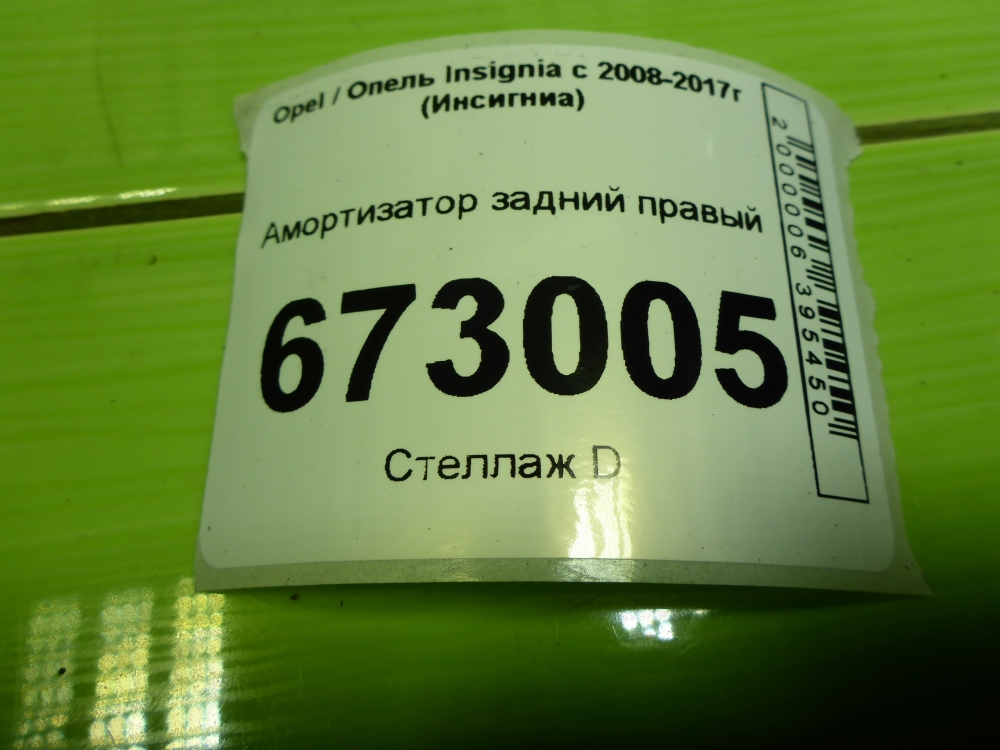 Opel / Опель Insignia с 2008-2017г
(Инсигниа)
Амортизатор задний правый
673005
Стеллаж D
2000006395450